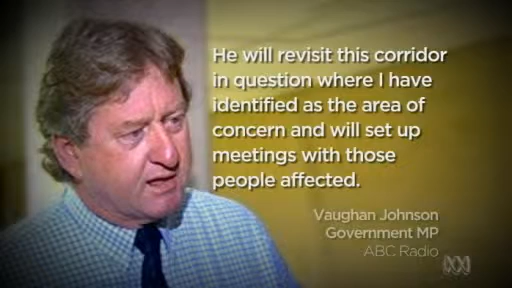 He will revisit this corridor
in question where I have
identified as the area of
concern and will set up
meetings with those
people affected.
Vaughan Johnson
Government MP
ABC Radio